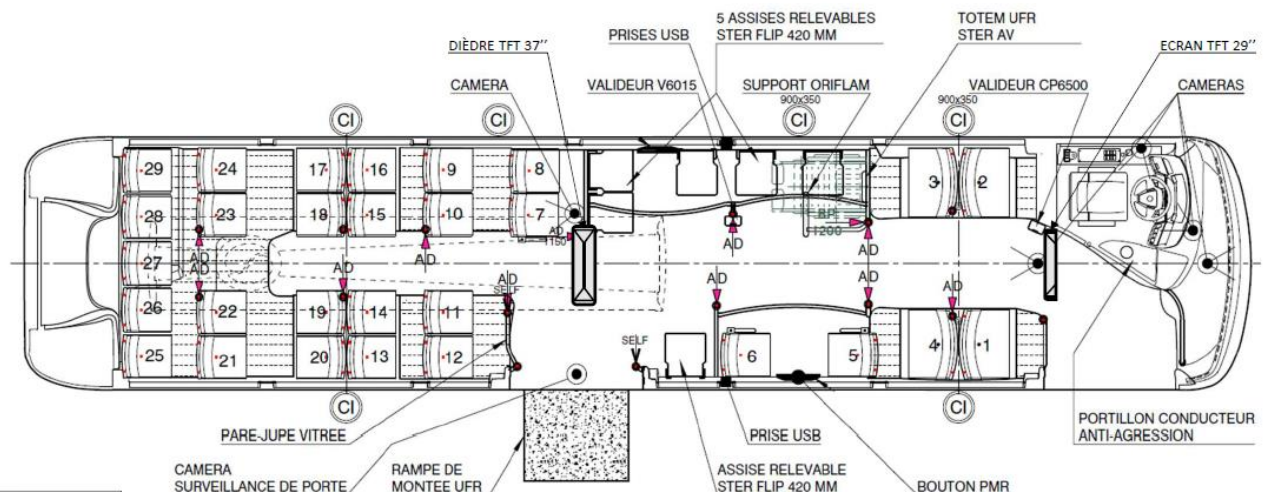 5 ASSISES RELEVABLES
STER FLIP 420 MM
TOTEM UFR
STER AV
PRISES USB
DIÈDRE TFT 37’’
ECRAN TFT 29’’
CAMERA
VALIDEUR V6015
SUPPORT ORIFLAM
VALIDEUR CP6500
CAMERAS
900x350
900x350
CI
CI
CI
CI
29
24
17
16
9
8
3
2
28
23
18
15
10
7
AD
1150
AD
1200
AD
AD
27
AD
AD
AD
AD
AD
SELF
AD
AD
AD
26
22
19
14
11
SELF
25
21
20
13
12
6
5
4
1
CI
CI
PARE-JUPE VITREE
PRISE USB
PORTILLON CONDUCTEUR
ANTI-AGRESSION
CAMERA
SURVEILLANCE DE PORTE
RAMPE DE
MONTEE UFR
ASSISE RELEVABLE
STER FLIP 420 MM
BOUTON PMR